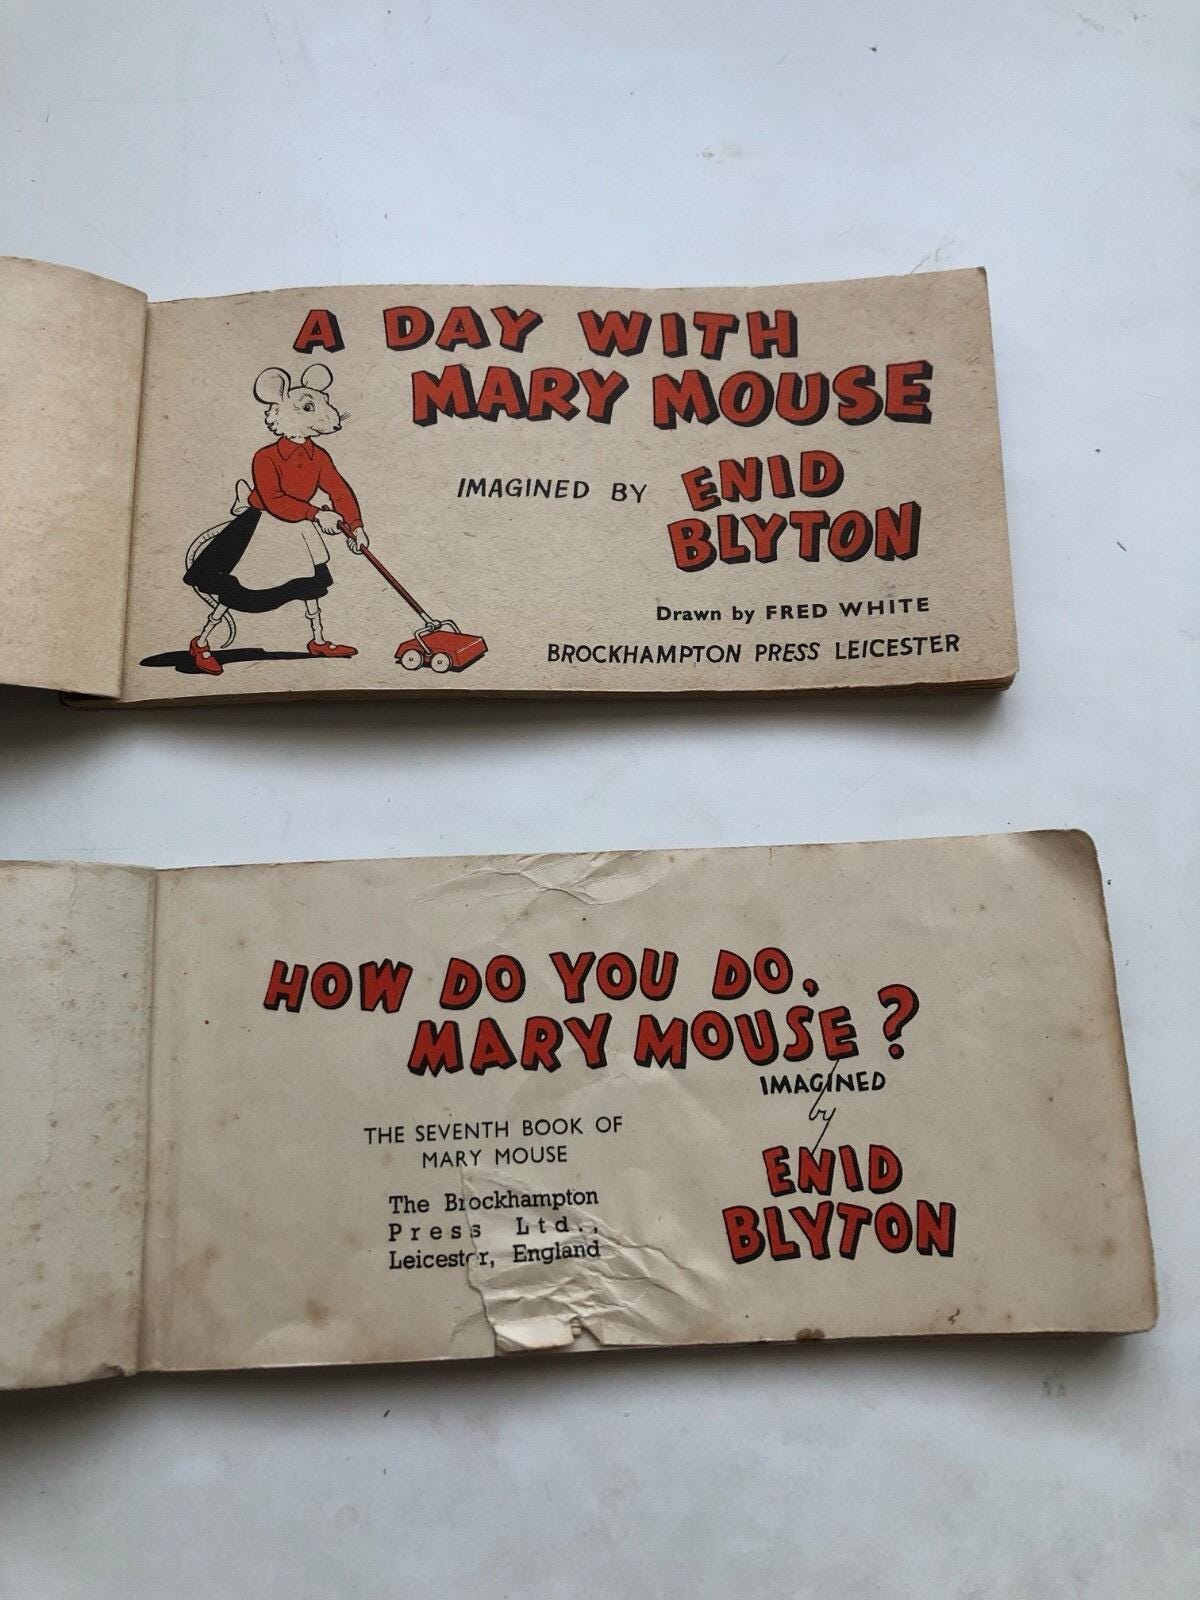 A DAY WITH
MARY MOUSE
IMAGINED BY ENID
BLYTON
Drawn by FRED WHITE
BROCKHAMPTON PRESS LEICESTER
HOW DO YOU DO,
MARY MOUSE?
IMAGINED
by
ENID
BLYTON
THE SEVENTH BOOK OF
MARY MOUSE
The Brockhampton
Press Ltd.,
Leicester, England